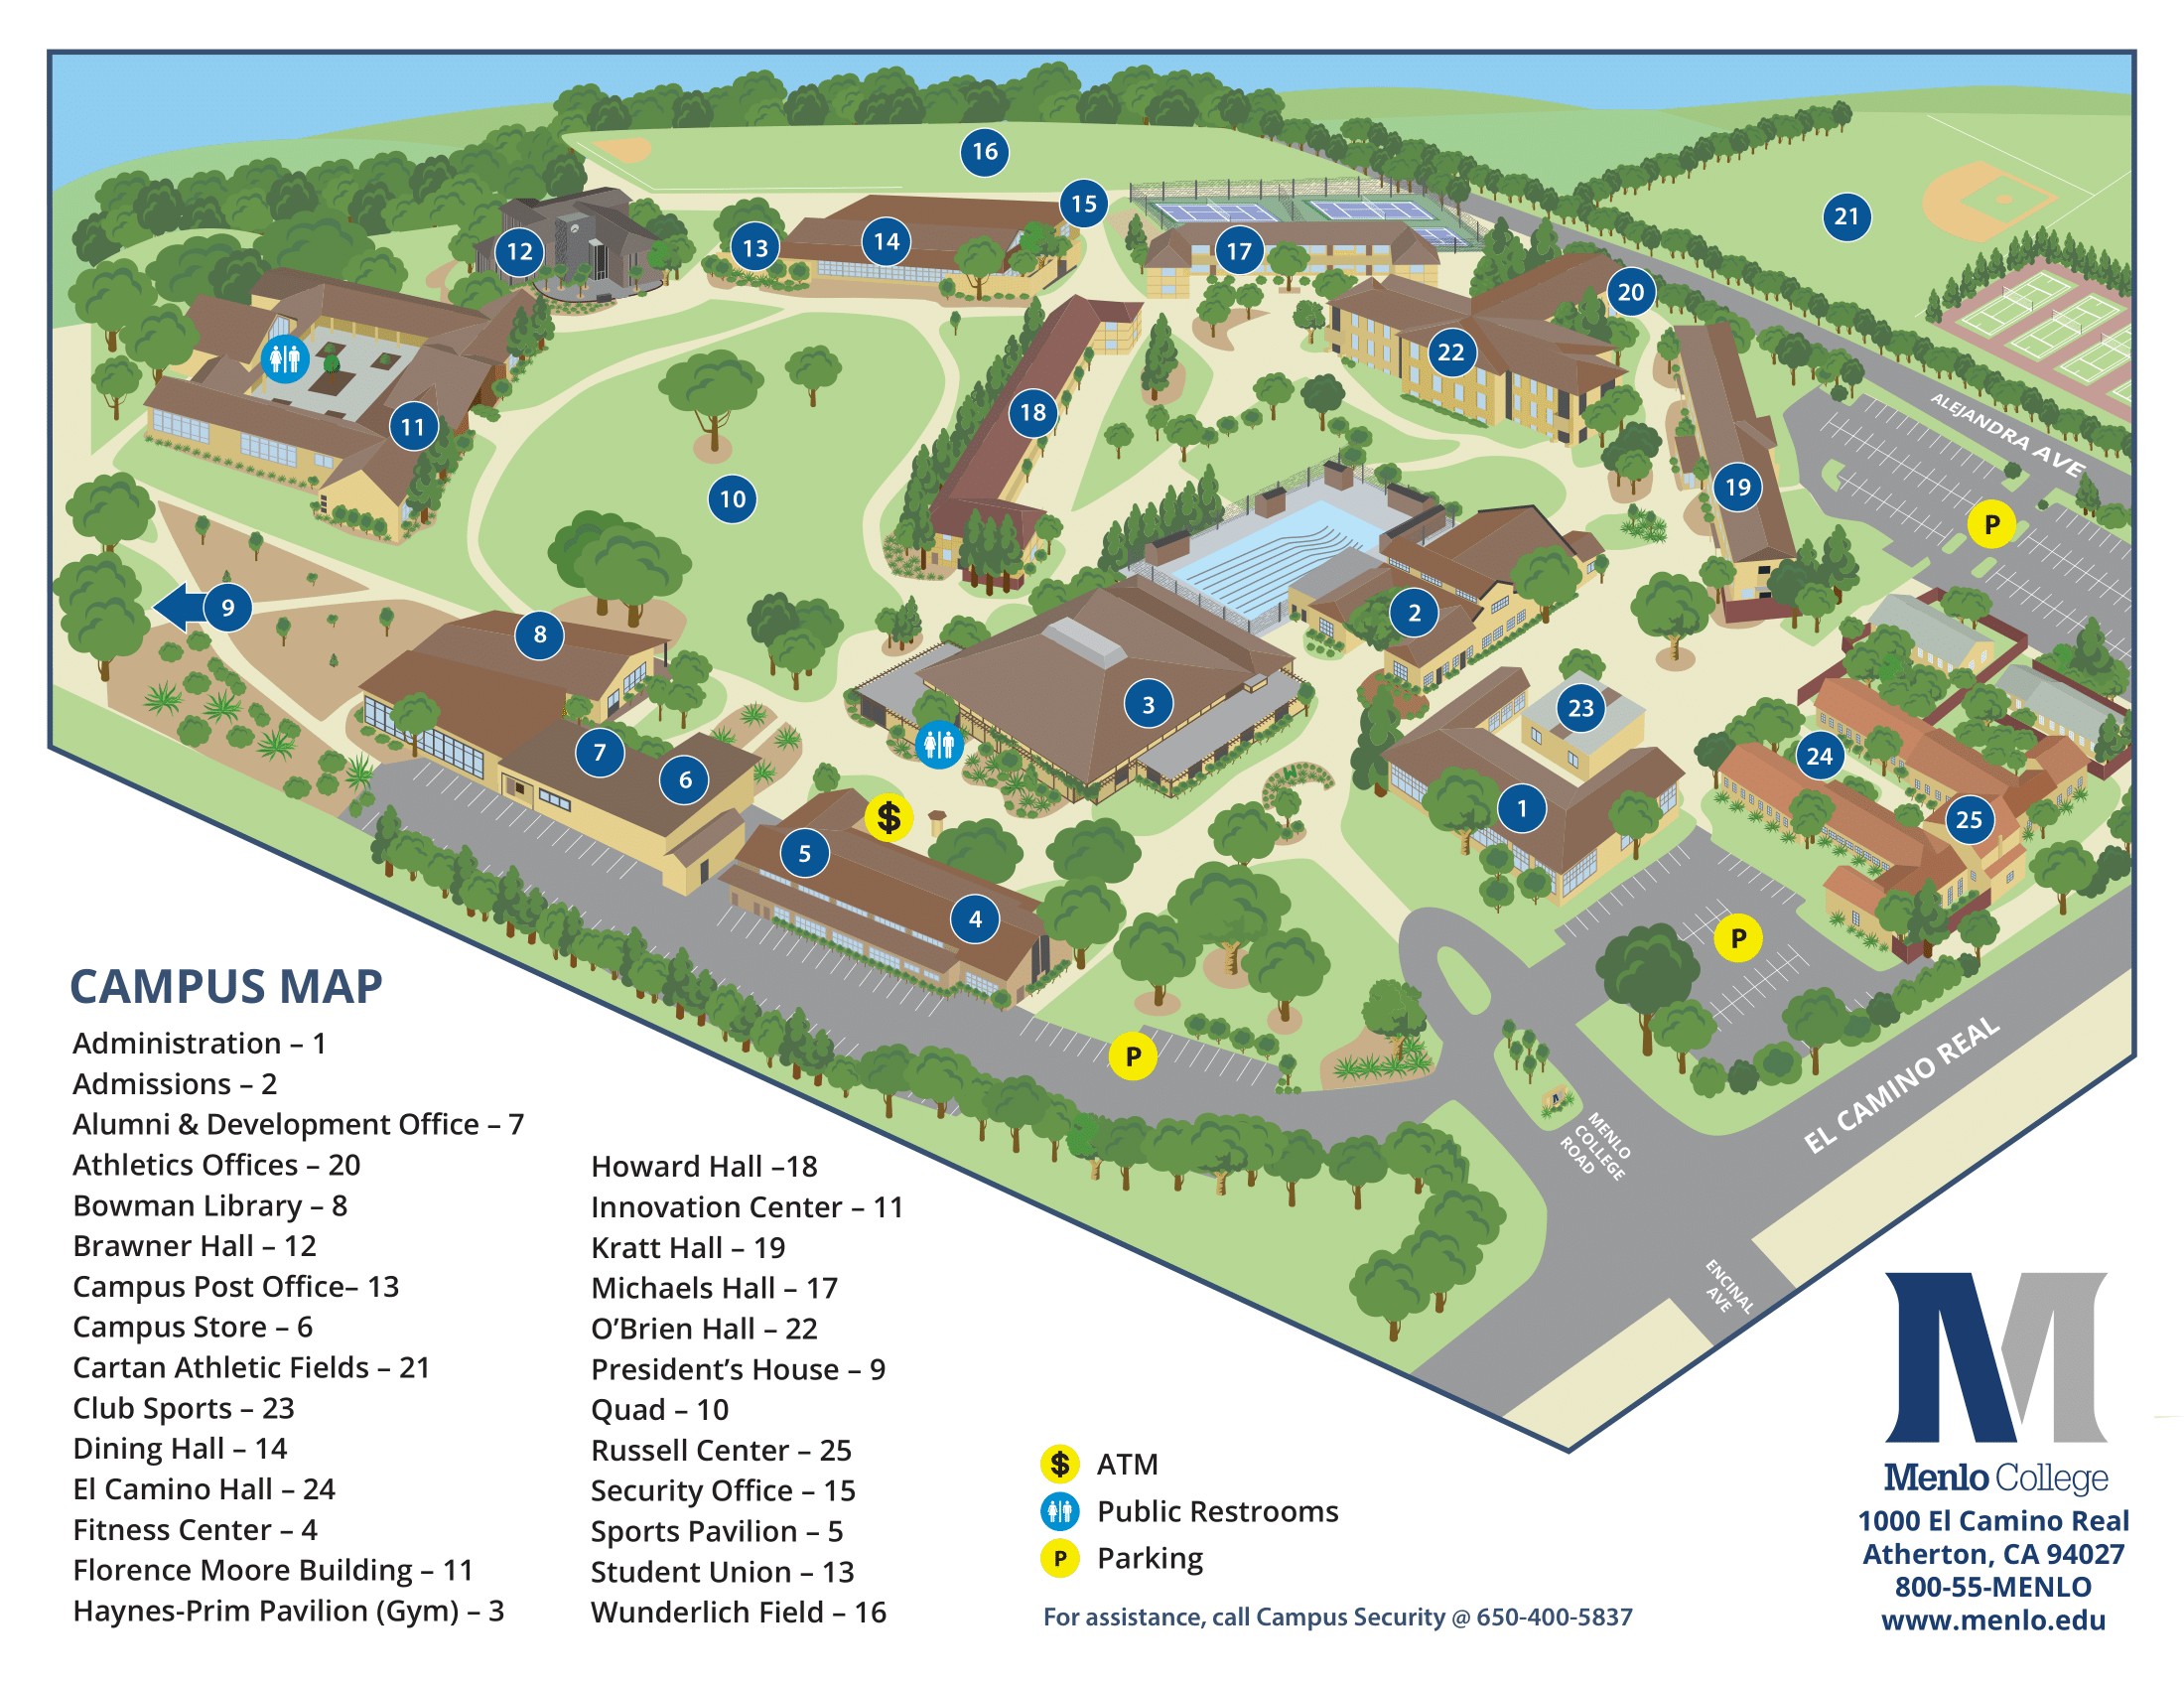 16
15
21
13
14
12
17
20
22
18
11
19
10
ALEJANDRA AVE
P
9
2
8
3
23
7
24
6
1
$
25
5
4
P
P
EL CAMINO REAL
MENLO
COLLEGE
ROAD
ENCINAL
AVE
CAMPUS MAP
Administration – 1
Admissions – 2
Alumni & Development Office – 7
Athletics Offices – 20
Bowman Library – 8
Brawner Hall – 12
Campus Post Office– 13
Campus Store – 6
Cartan Athletic Fields – 21
Club Sports – 23
Dining Hall – 14
El Camino Hall – 24
Fitness Center – 4
Florence Moore Building – 11
Haynes-Prim Pavilion (Gym) – 3
Howard Hall –18
Innovation Center – 11
Kratt Hall – 19
Michaels Hall – 17
O’Brien Hall – 22
President’s House – 9
Quad – 10
Russell Center – 25
Security Office – 15
Sports Pavilion – 5
Student Union – 13
Wunderlich Field – 16
$ ATM
Public Restrooms
P Parking
For assistance, call Campus Security @ 650-400-5837
M
Menlo College
1000 El Camino Real
Atherton, CA 94027
800-55-MENLO
www.menlo.edu